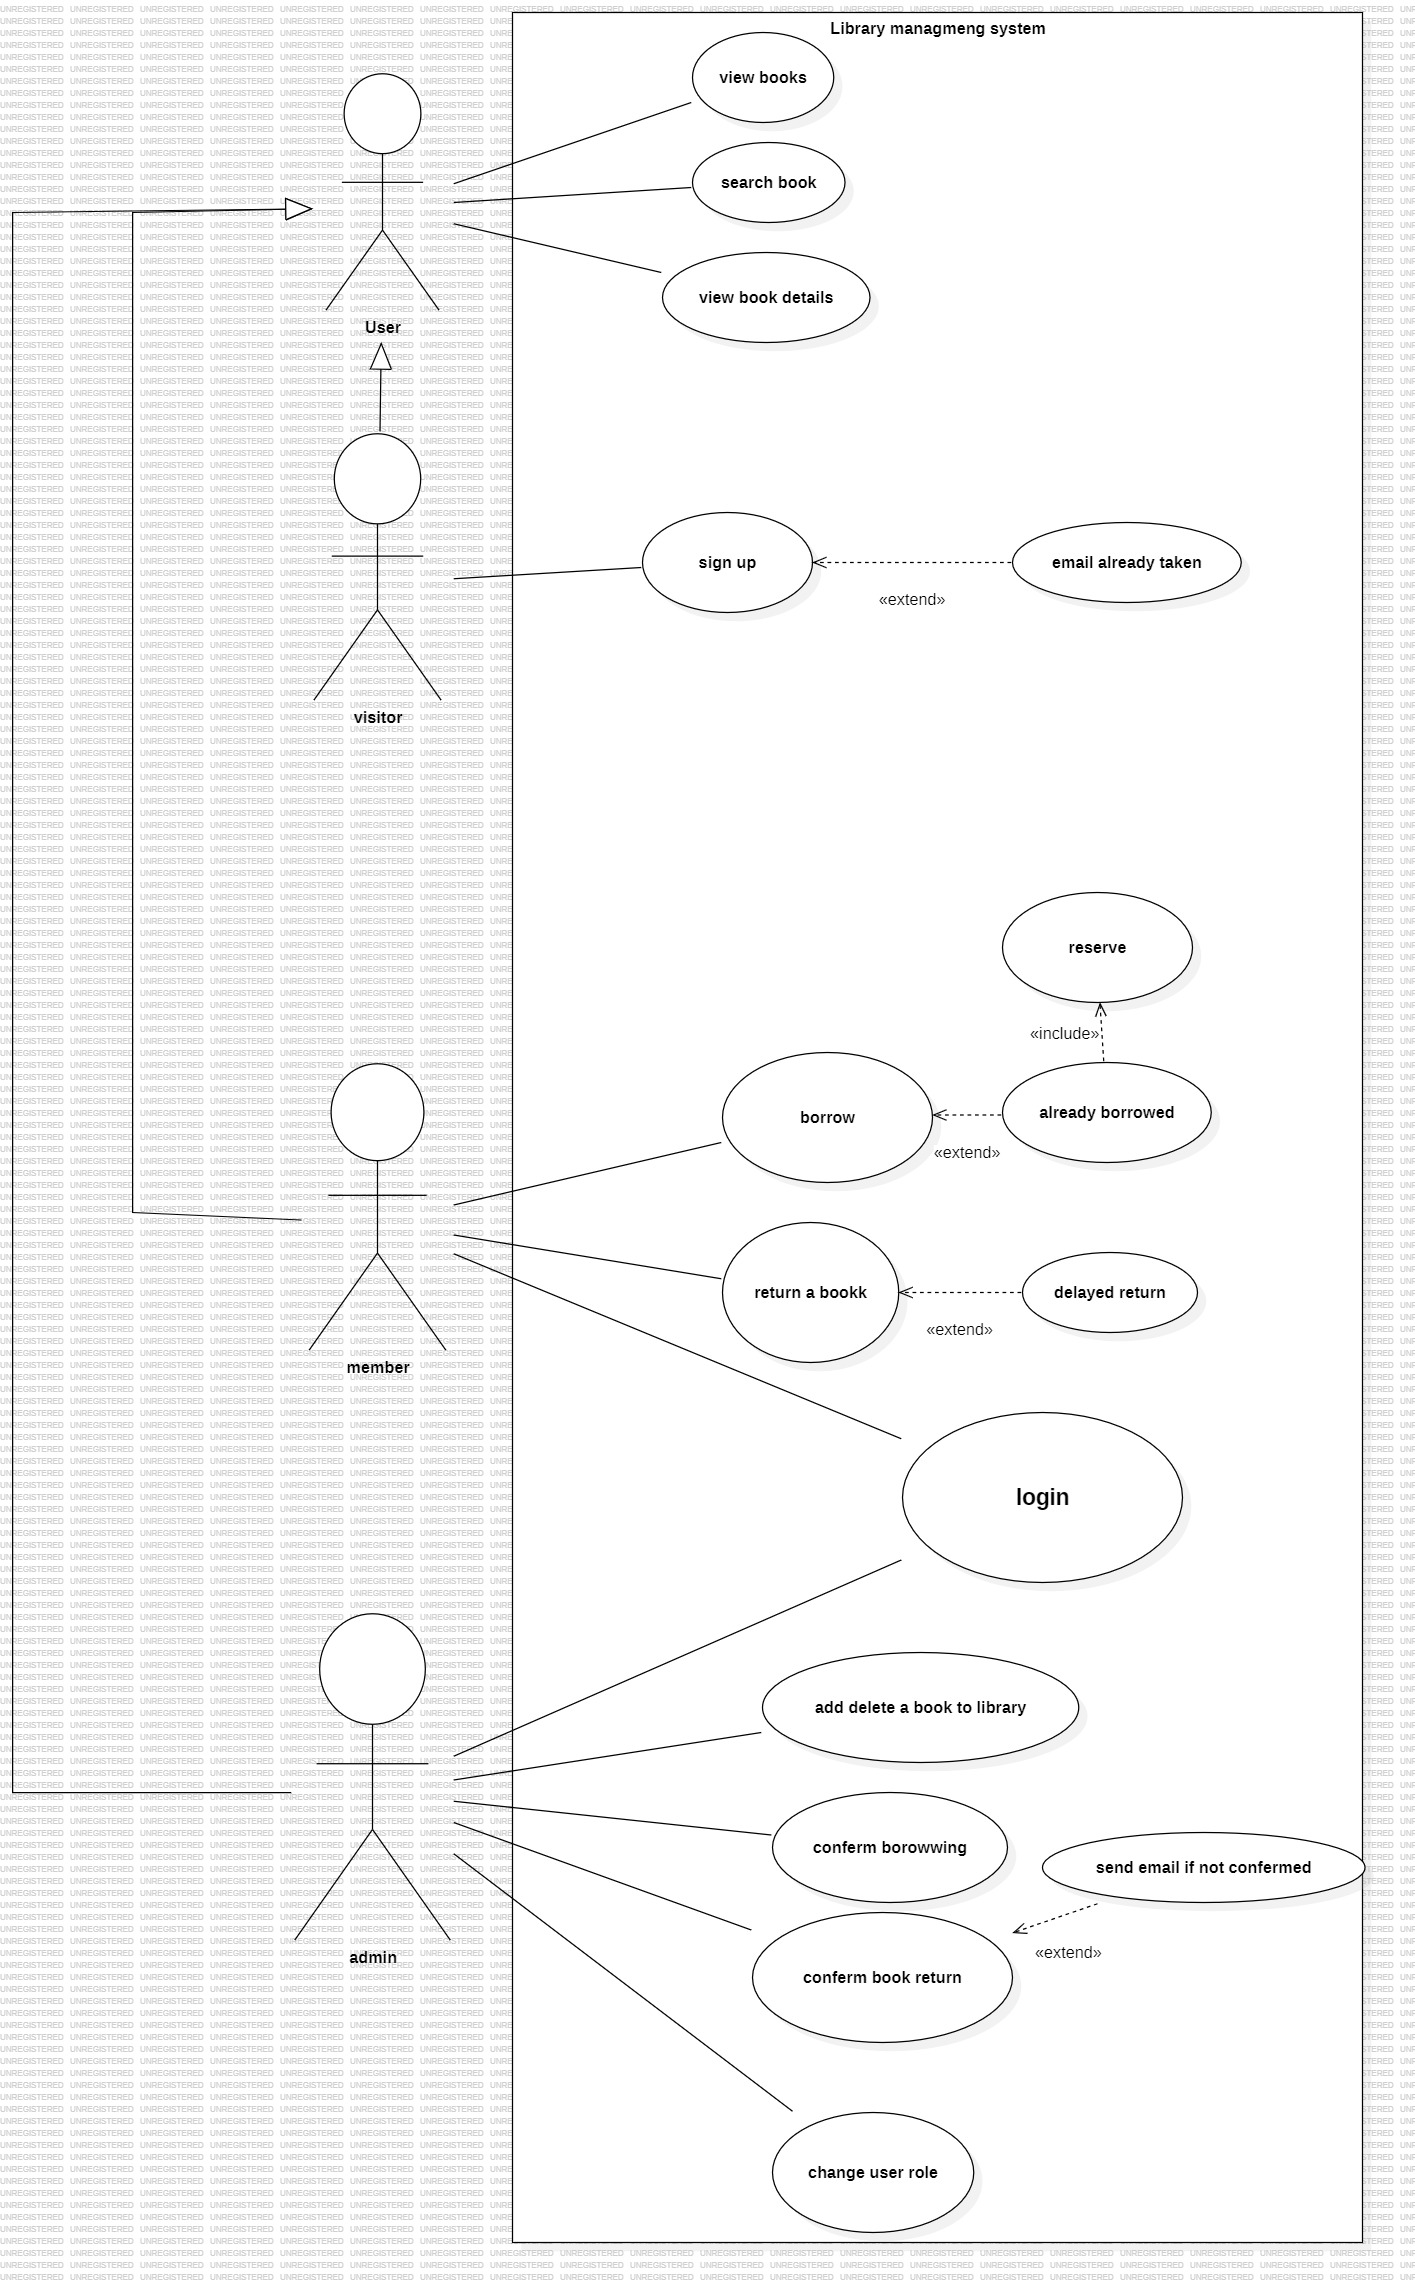 Library managmeng system
view books
search book
view book details
User
sign up
email already taken
«extend»
visitor
reserve
«include»
borrow
already borrowed
«extend»
return a bookk
delayed return
«extend»
member
login
add delete a book to library
conferm borowwing
send email if not confermed
«extend»
conferm book return
admin
change user role
UNREGISTERED